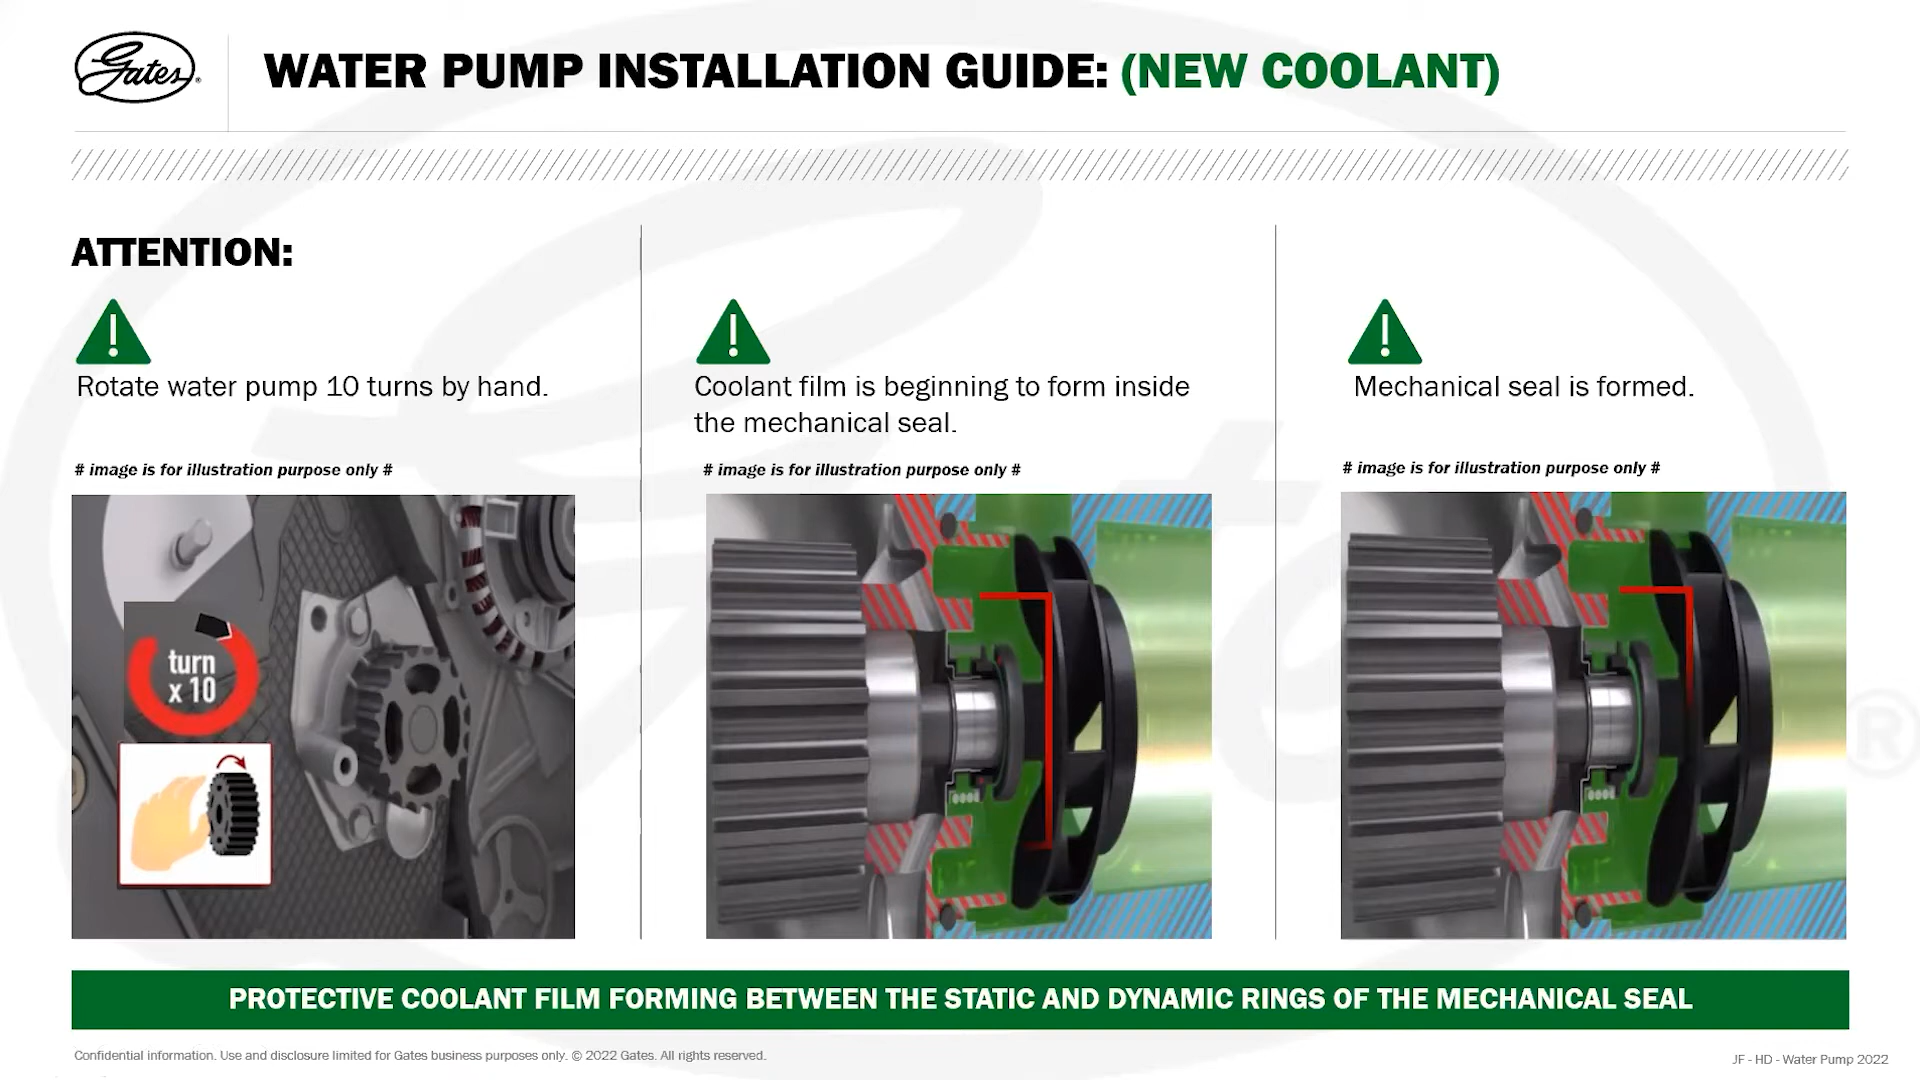 Gates®
WATER PUMP INSTALLATION GUIDE: (NEW COOLANT)
ATTENTION:
Rotate water pump 10 turns by hand.
# image is for illustration purpose only #
turn
x 10
Coolant film is beginning to form inside
the mechanical seal.
# image is for illustration purpose only #
Mechanical seal is formed.
# image is for illustration purpose only #
PROTECTIVE COOLANT FILM FORMING BETWEEN THE STATIC AND DYNAMIC RINGS OF THE MECHANICAL SEAL
Confidential information. Use and disclosure limited for Gates business purposes only. © 2022 Gates. All rights reserved.
JF - HD - Water Pump 2022